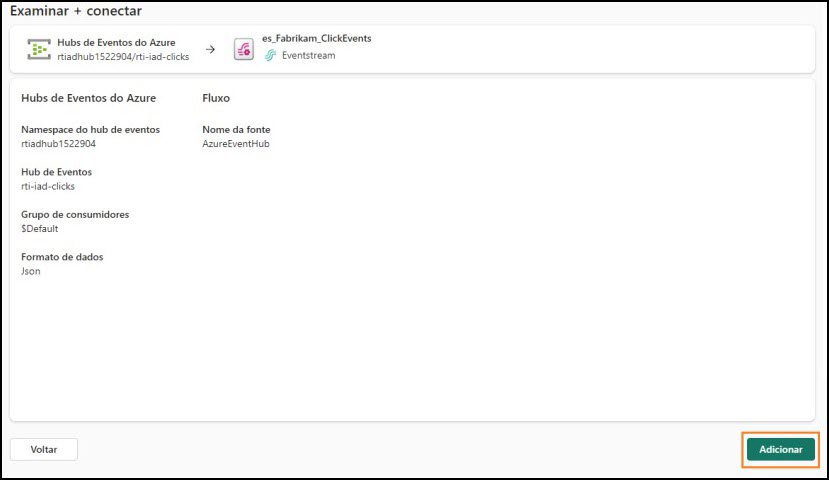 Examinar + conectar
Hubs de Eventos do Azure
rtiadhub1522904/rti-iad-clicks
es_Fabrikam_ClickEvents
Eventstream
Hubs de Eventos do Azure
Fluxo
Namespace do hub de eventos
rtiadhub1522904
Nome da fonte
AzureEventHub
Hub de Eventos
rti-iad-clicks
Grupo de consumidores
$Default
Formato de dados
Json
Voltar
Adicionar